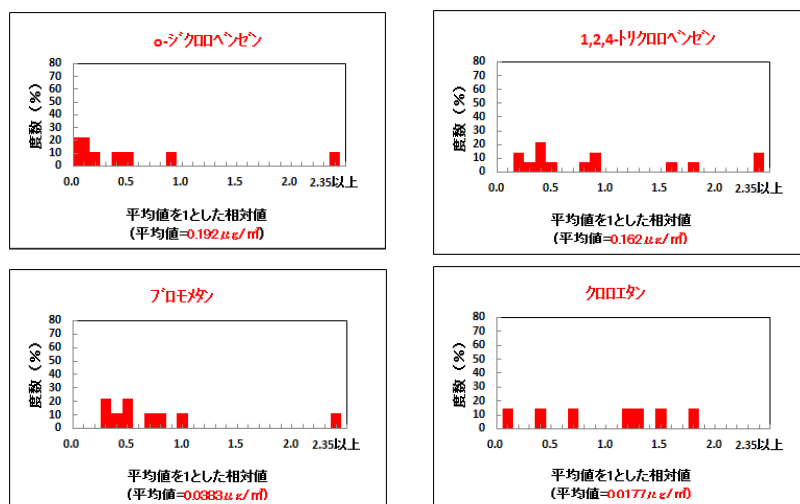 o-ジクロロベンゼン
度数（%）
80
70
60
50
40
30
20
10
0
0.0 0.5 1.0 1.5 2.0 2.35以上
平均値を1とした相対値
(平均値=0.192μg/㎥)
1,2,4-トリクロロベンゼン
度数（%）
80
70
60
50
40
30
20
10
0
0.0 0.5 1.0 1.5 2.0 2.35以上
平均値を1とした相対値
(平均値=0.162μg/㎥)
ブロモメタン
度数（%）
80
70
60
50
40
30
20
10
0
0.0 0.5 1.0 1.5 2.0 2.35以上
平均値を1とした相対値
(平均値=0.0383μg/㎥)
クロロエタン
度数（%）
80
70
60
50
40
30
20
10
0
0.0 0.5 1.0 1.5 2.0 2.35以上
平均値を1とした相対値
(平均値=0.0177μg/㎥)